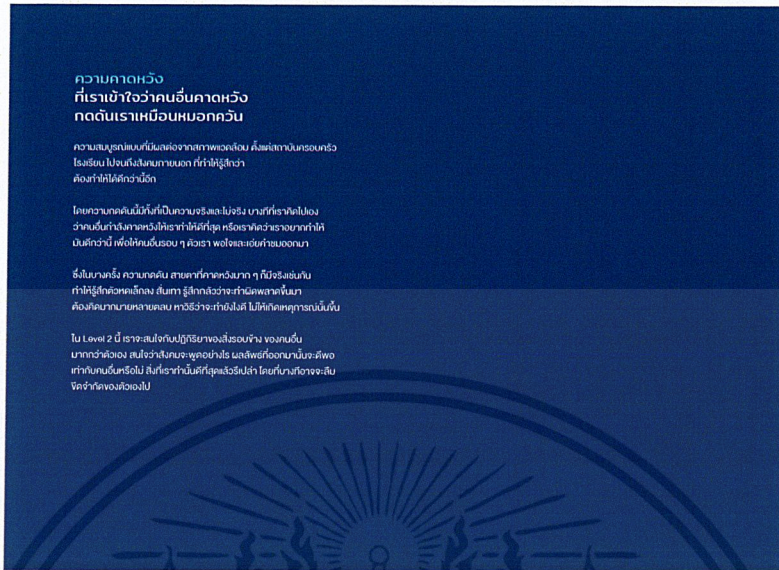 ความคาดหวัง
ที่เราเข้าใจว่าคนอื่นคาดหวัง
กดดันเราเหมือนหมอกควัน
ความสมบูรณ์แบบที่มีผลต่อจากสภาพแวดล้อม ตั้งแต่สถาบันครอบครัว
โรงเรียน ไปจนถึงสังคมภายนอก ที่ทำให้รู้สึกว่า
ต้องทำให้ได้ดีกว่านี้อีก
โดยความกดดันนี้มีทั้งที่เป็นความจริงและไม่จริง บางทีที่เราคิดไปเอง
ว่าคนอื่นกำลังคาดหวังให้เราทำให้ดีที่สุด หรือเราคิดว่าเราอยากทำให้
มันดีกว่านี้ เพื่อให้คนอื่นรอบ ๆ ตัวเรา พอใจและเอ่ยคำชมออกมา
ซึ่งในบางครั้ง ความกดดัน สายตาที่คาดหวังมาก ๆ ก็มีจริงเช่นกัน
ทำให้รู้สึกตัวหดเล็กลง สั่นเทา รู้สึกกลัวว่าจะทำผิดพลาดขึ้นมา
ต้องคิดมากมายหลายตลบ หาวิธีว่าจะทำยังไงดี ไม่ให้เกิดเหตุการณ์นั้นขึ้น
ใน Level 2 นี้ เราจะสนใจกับปฏิกิริยาของสิ่งรอบข้าง ของคนอื่น
มากกว่าตัวเอง สนใจว่าสังคมจะพูดอย่างไร ผลลัพธ์ที่ออกมานั้นจะดีพอ
เท่ากับคนอื่นหรือไม่ สิ่งที่เราทำนั้นดีที่สุดแล้วรึเปล่า โดยที่บางทีอาจจะลืม
ขีดจำกัดของตัวเองไป